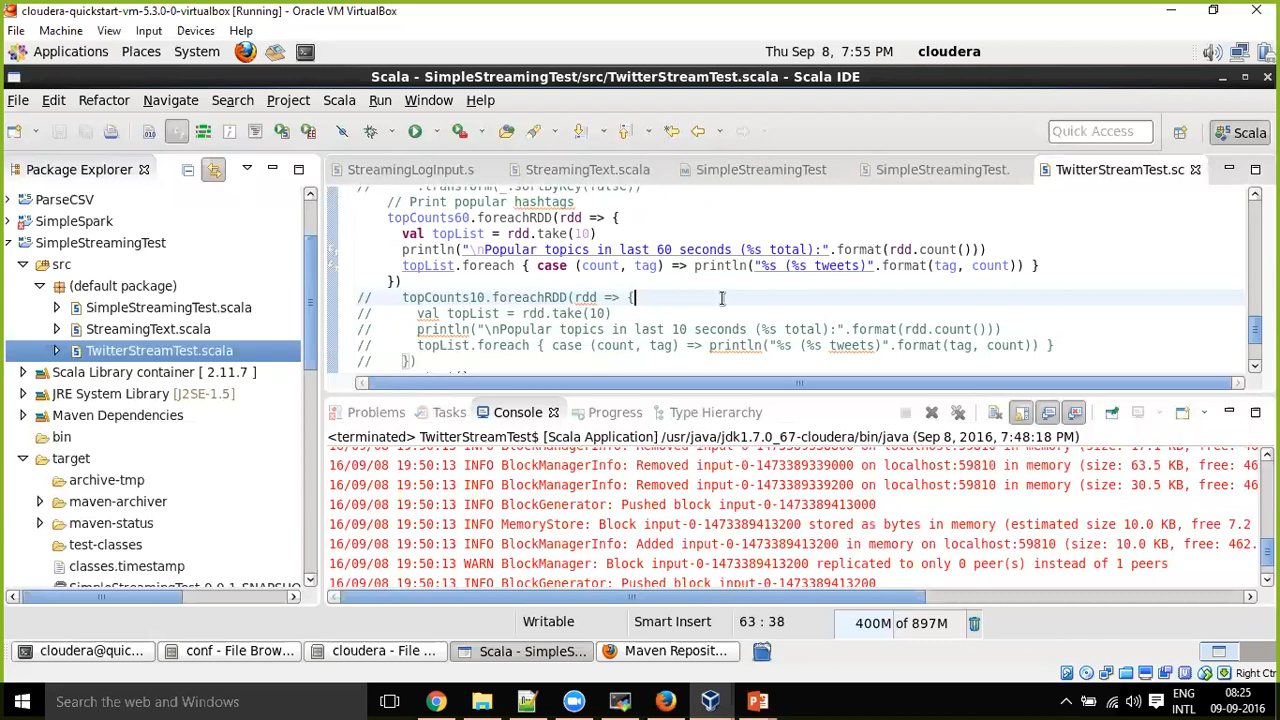 cloudera-quickstart-vm-5.3.0-0-virtualbox [Running] - Oracle VM VirtualBox
File Machine View Input Devices Help
Applications Places System Thu Sep 8, 7:55 PM cloudera
Scala - SimpleStreamingTest/src/TwitterStreamTest.scala - Scala IDE
File Edit Refactor Navigate Search Project Scala Run Window Help
Quick Access Scala
Package Explorer
StreamingLogInput.s StreamingText.scala SimpleStreamingTest SimpleStreamingTest. TwitterStreamTest.sc
ParseCSV
SimpleSpark
SimpleStreamingTest
src
(default package)
SimpleStreamingTest.scala
StreamingText.scala
TwitterStreamTest.scala
Scala Library container [ 2.11.7 ]
JRE System Library [J2SE-1.5]
Maven Dependencies
bin
target
archive-tmp
maven-archiver
maven-status
test-classes
classes.timestamp
// .transform(_.sortByKey(false))
// Print popular hashtags
topCounts60.foreachRDD(rdd => {
val topList = rdd.take(10)
println("\nPopular topics in last 60 seconds (%s total):".format(rdd.count()))
topList.foreach { case (count, tag) => println("%s (%s tweets)".format(tag, count)) }
})
// topCounts10.foreachRDD(rdd => {
// val topList = rdd.take(10)
// println("\nPopular topics in last 10 seconds (%s total):".format(rdd.count()))
// topList.foreach { case (count, tag) => println("%s (%s tweets)".format(tag, count)) }
// })
Problems Tasks Console Progress Type Hierarchy
<terminated> TwitterStreamTest$ [Scala Application] /usr/java/jdk1.7.0_67-cloudera/bin/java (Sep 8, 2016, 7:48:18 PM)
16/09/08 19:50:13 INFO BlockManagerInfo: Removed input-0-1473389339000 on localhost:59810 in memory (size: 63.5 KB, free: 46
16/09/08 19:50:13 INFO BlockManagerInfo: Removed input-0-1473389339200 on localhost:59810 in memory (size: 30.5 KB, free: 46
16/09/08 19:50:13 INFO BlockGenerator: Pushed block input-0-1473389413000
16/09/08 19:50:13 INFO MemoryStore: Block input-0-1473389413200 stored as bytes in memory (estimated size 10.0 KB, free 7.2
16/09/08 19:50:13 INFO BlockManagerInfo: Added input-0-1473389413200 in memory on localhost:59810 (size: 10.0 KB, free: 462.
16/09/08 19:50:13 WARN BlockManager: Block input-0-1473389413200 replicated to only 0 peer(s) instead of 1 peers
16/09/08 19:50:13 INFO BlockGenerator: Pushed block input-0-1473389413200
Writable Smart Insert 63 : 38 400M of 897M
cloudera@quic... conf - File Brow... cloudera - File ... Scala - SimpleS... Maven Reposit...
Right Ctrl
Search the web and Windows
ENG 08:25
INTL 09-09-2016